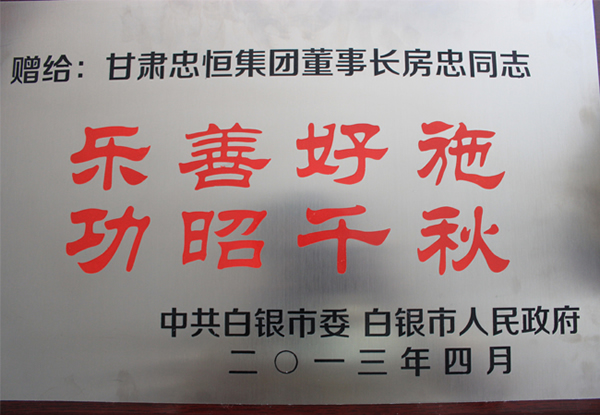 赠给：甘肃忠恒集团董事长房忠同志
乐善好施
功昭千秋
中共白银市委 白银市人民政府
二〇一三年四月